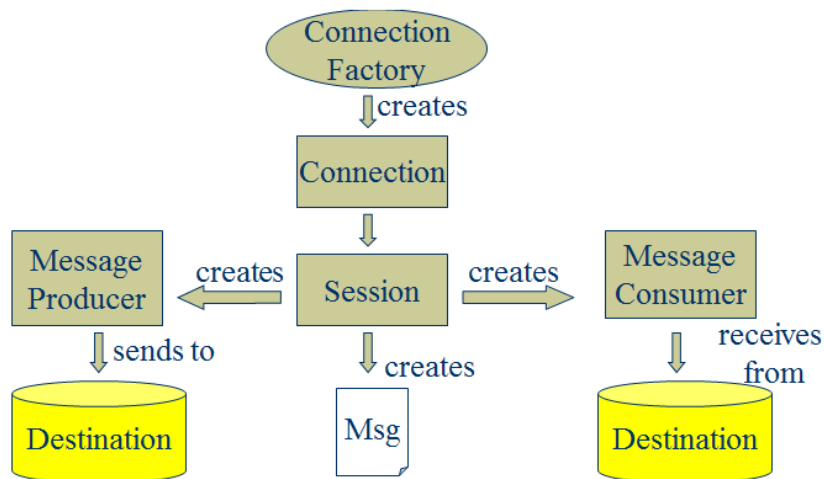 Connection
Factory
creates
Connection
Message
Producer
creates
Session
creates
Message
Consumer
sends to
creates
receives
from
Destination
Msg
Destination